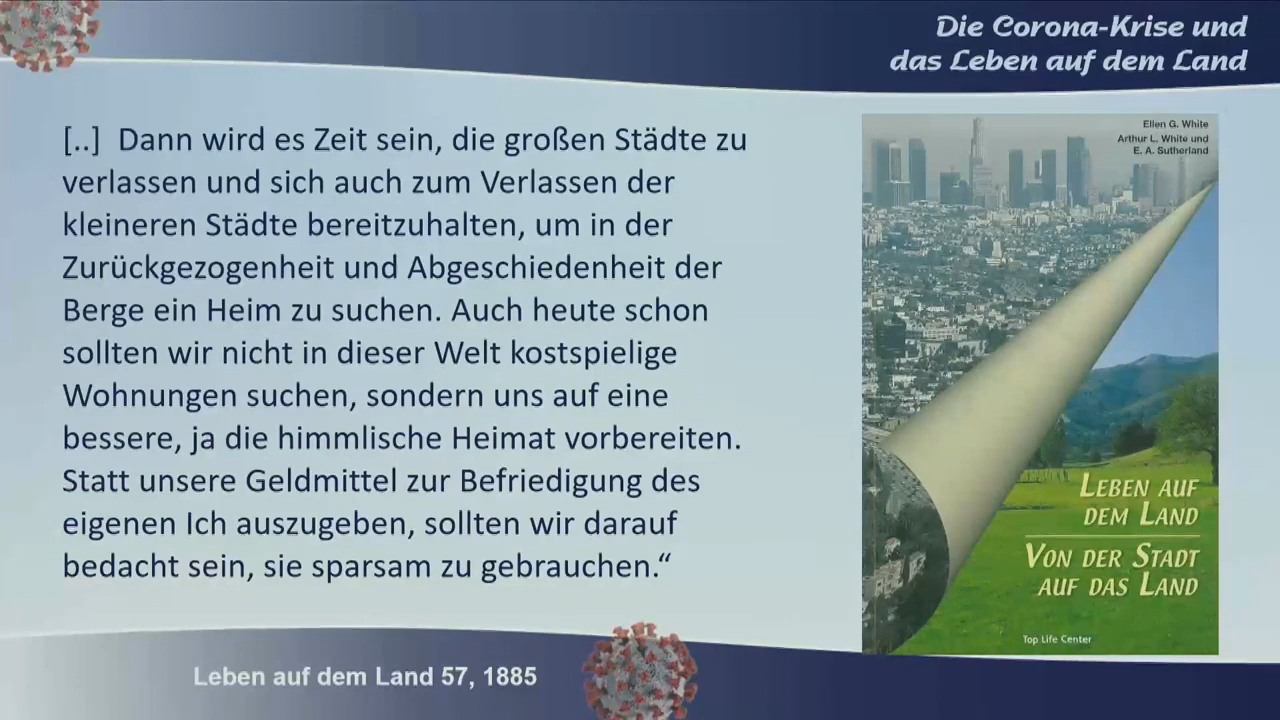 Die Corona-Krise und
das Leben auf dem Land
[..] Dann wird es Zeit sein, die großen Städte zu
verlassen und sich auch zum Verlassen der
kleineren Städte bereitzuhalten, um in der
Zurückgezogenheit und Abgeschiedenheit der
Berge ein Heim zu suchen. Auch heute schon
sollten wir nicht in dieser Welt kostspielige
Wohnungen suchen, sondern uns auf eine
bessere, ja die himmlische Heimat vorbereiten.
Statt unsere Geldmittel zur Befriedigung des
eigenen Ich auszugeben, sollten wir darauf
bedacht sein, sie sparsam zu gebrauchen.“
Ellen G. White
Arthur L. White und
E. A. Sutherland
LEBEN AUF
DEM LAND
VON DER STADT
AUF DAS LAND
Top Life Center
Leben auf dem Land 57, 1885